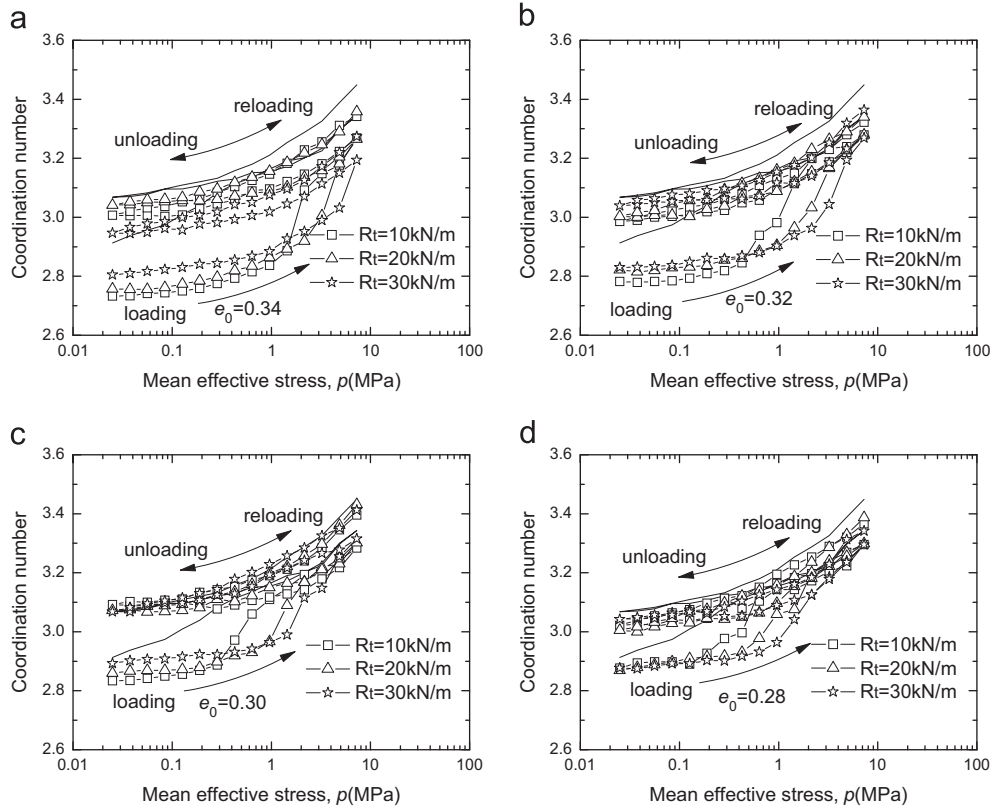 a
3.6
3.4
3.2
3.0
2.8
2.6
Coordination number
reloading
unloading
Rt=10kN/m
Rt=20kN/m
Rt=30kN/m
loading
e0=0.34
0.01 0.1 1 10 100
Mean effective stress, p(MPa)
b
3.6
3.4
3.2
3.0
2.8
2.6
Coordination number
reloading
unloading
Rt=10kN/m
Rt=20kN/m
Rt=30kN/m
loading
e0=0.32
0.01 0.1 1 10 100
Mean effective stress, p(MPa)
c
3.6
3.4
3.2
3.0
2.8
2.6
Coordination number
reloading
unloading
Rt=10kN/m
Rt=20kN/m
Rt=30kN/m
loading
e0=0.30
0.01 0.1 1 10 100
Mean effective stress, p(MPa)
d
3.6
3.4
3.2
3.0
2.8
2.6
Coordination number
reloading
unloading
Rt=10kN/m
Rt=20kN/m
Rt=30kN/m
loading
e0=0.28
0.01 0.1 1 10 100
Mean effective stress, p(MPa)